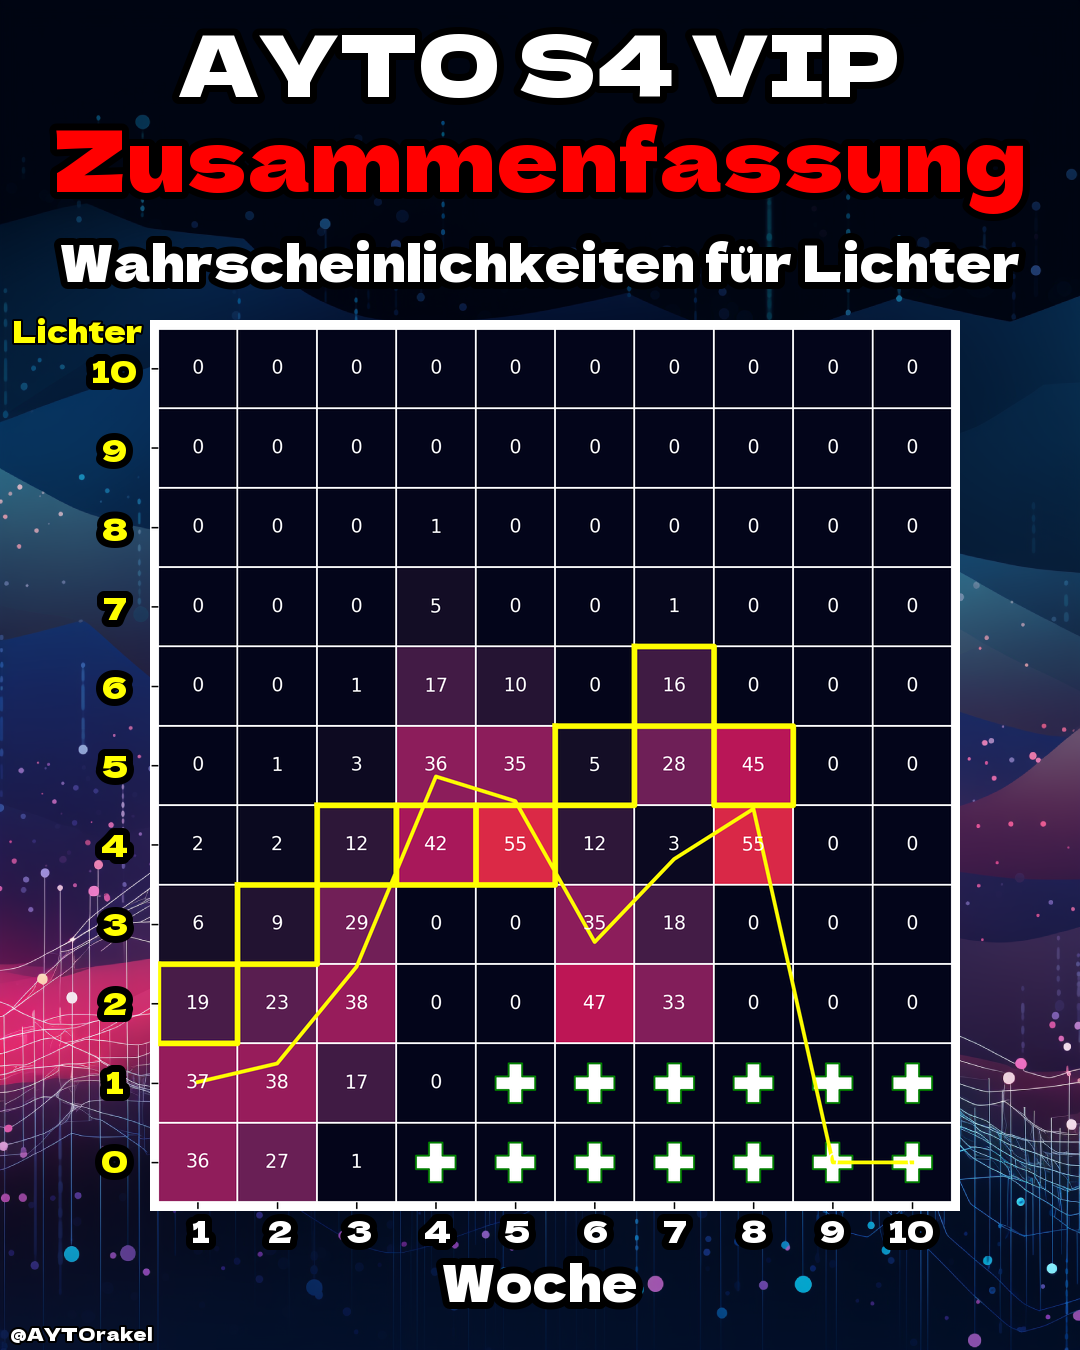 AYTO S4 VIP
Zusammenfassung
Wahrscheinlichkeiten für Lichter
Lichter
10 0 0 0 0 0 0 0 0 0 0
9 0 0 0 0 0 0 0 0 0 0
8 0 0 0 1 0 0 0 0 0 0
7 0 0 0 5 0 0 1 0 0 0
6 0 0 1 17 10 0 16 0 0 0
5 0 1 3 36 35 5 28 45 0 0
4 2 2 12 42 55 12 3 55 0 0
3 6 9 29 0 0 35 18 0 0 0
2 19 23 38 0 0 47 33 0 0 0
1 37 38 17 0
0 36 27 1
1 2 3 4 5 6 7 8 9 10
Woche
@AYTOrakel